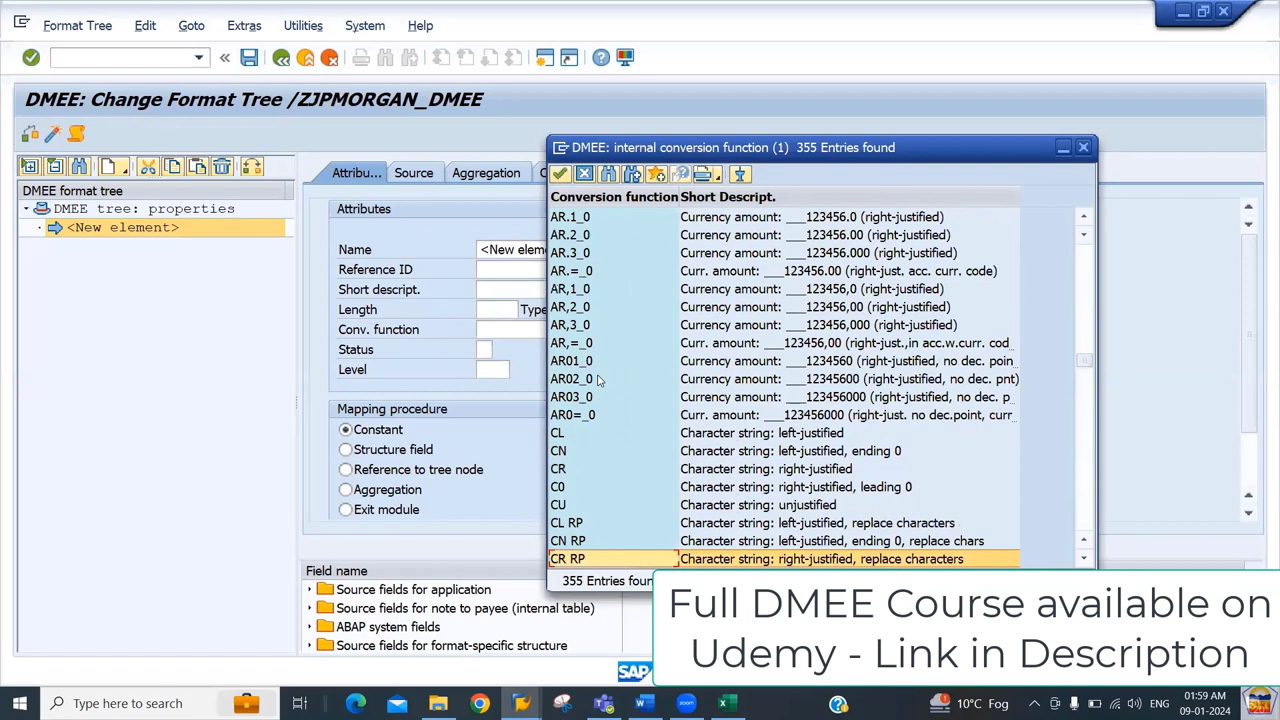 Format Tree Edit Goto Extras Utilities System Help
DMEE: Change Format Tree /ZJPMORGAN_DMEE
DMEE: internal conversion function (1) 355 Entries found
DMEE format tree
DMEE tree: properties
<New element>
Attribu... Source Aggregation
Attributes
Name <New elem
Reference ID
Short descript.
Length Type
Conv. function
Status
Level
Mapping procedure
Constant
Structure field
Reference to tree node
Aggregation
Exit module
Conversion function Short Descript.
AR.1_0 Currency amount: ___123456.0 (right-justified)
AR.2_0 Currency amount: ___123456.00 (right-justified)
AR.3_0 Currency amount: ___123456.000 (right-justified)
AR.=_0 Curr. amount: ___123456.00 (right-just. acc. curr. code)
AR,1_0 Currency amount: ___123456,0 (right-justified)
AR,2_0 Currency amount: ___123456,00 (right-justified)
AR,3_0 Currency amount: ___123456,000 (right-justified)
AR,=_0 Curr. amount: ___123456,00 (right-just.,in acc.w.curr. cod
AR01_0 Currency amount: ___1234560 (right-justified, no dec. poin
AR02_0 Currency amount: ___12345600 (right-justified, no dec. pnt)
AR03_0 Currency amount: ___123456000 (right-justified, no dec. p
AR0=_0 Curr. amount: ___123456000 (right-just. no dec.point, curr
CL Character string: left-justified
CN Character string: left-justified, ending 0
CR Character string: right-justified
C0 Character string: right-justified, leading 0
CU Character string: unjustified
CL RP Character string: left-justified, replace characters
CN RP Character string: left-justified, ending 0, replace chars
CR RP Character string: right-justified, replace characters
355 Entries foun
Field name
Source fields for application
Source fields for note to payee (internal table)
ABAP system fields
Source fields for format-specific structure
Full DMEE Course available on
Udemy - Link in Description
SAP
Type here to search
10°C Fog
ENG
01:59 AM
09-01-2024